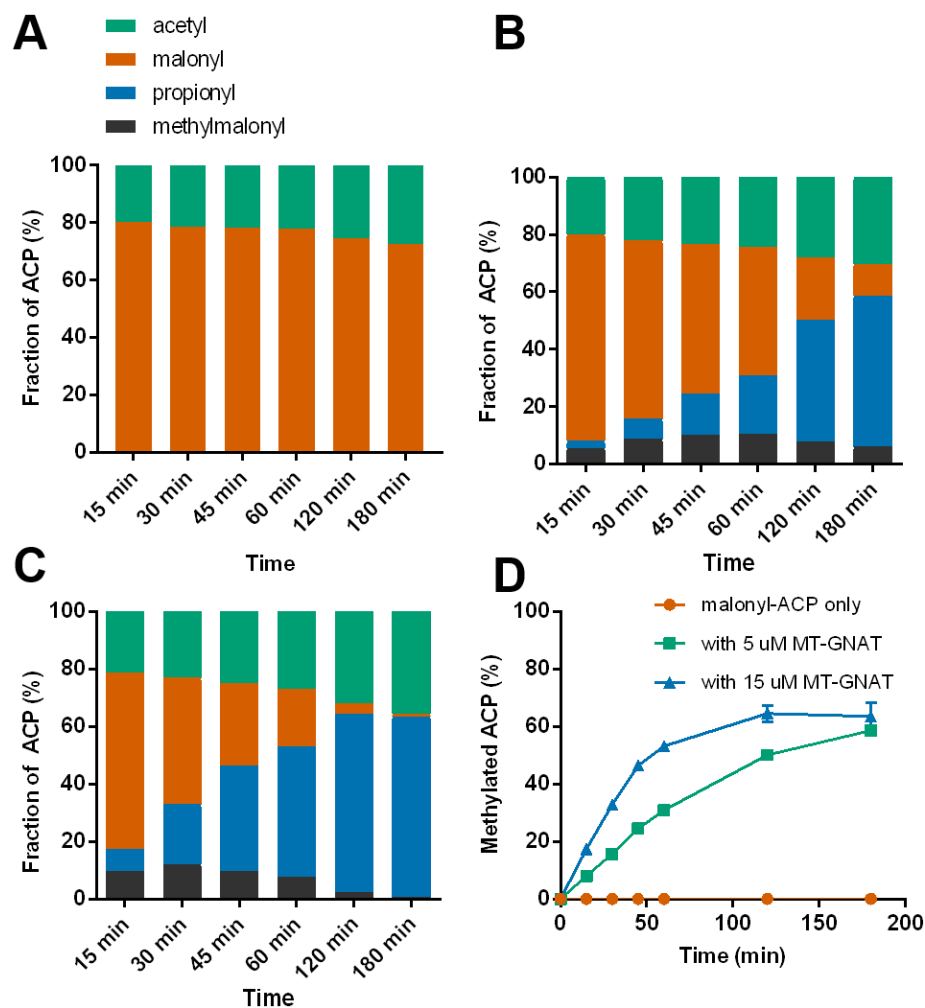 A
acetyl
malonyl
propionyl
methylmalonyl
Fraction of ACP (%)
100
80
60
40
20
0
15 min
30 min
45 min
60 min
120 min
180 min
Time
B
Fraction of ACP (%)
100
80
60
40
20
0
15 min
30 min
45 min
60 min
120 min
180 min
Time
C
Fraction of ACP (%)
100
80
60
40
20
0
15 min
30 min
45 min
60 min
120 min
180 min
Time
D
malonyl-ACP only
with 5 uM MT-GNAT
with 15 uM MT-GNAT
Methylated ACP (%)
100
80
60
40
20
0
0
50
100
150
200
Time (min)